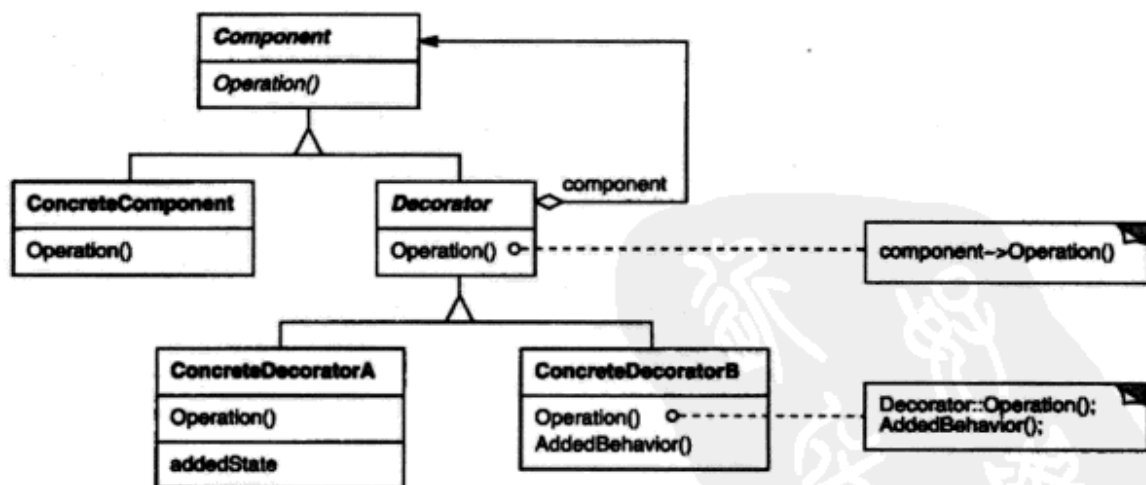 Component
Operation()
component
ConcreteComponent
Operation()
Decorator
Operation()
component->Operation()
ConcreteDecoratorA
Operation()
addedState
ConcreteDecoratorB
Operation()
AddedBehavior()
Decorator::Operation();
AddedBehavior();